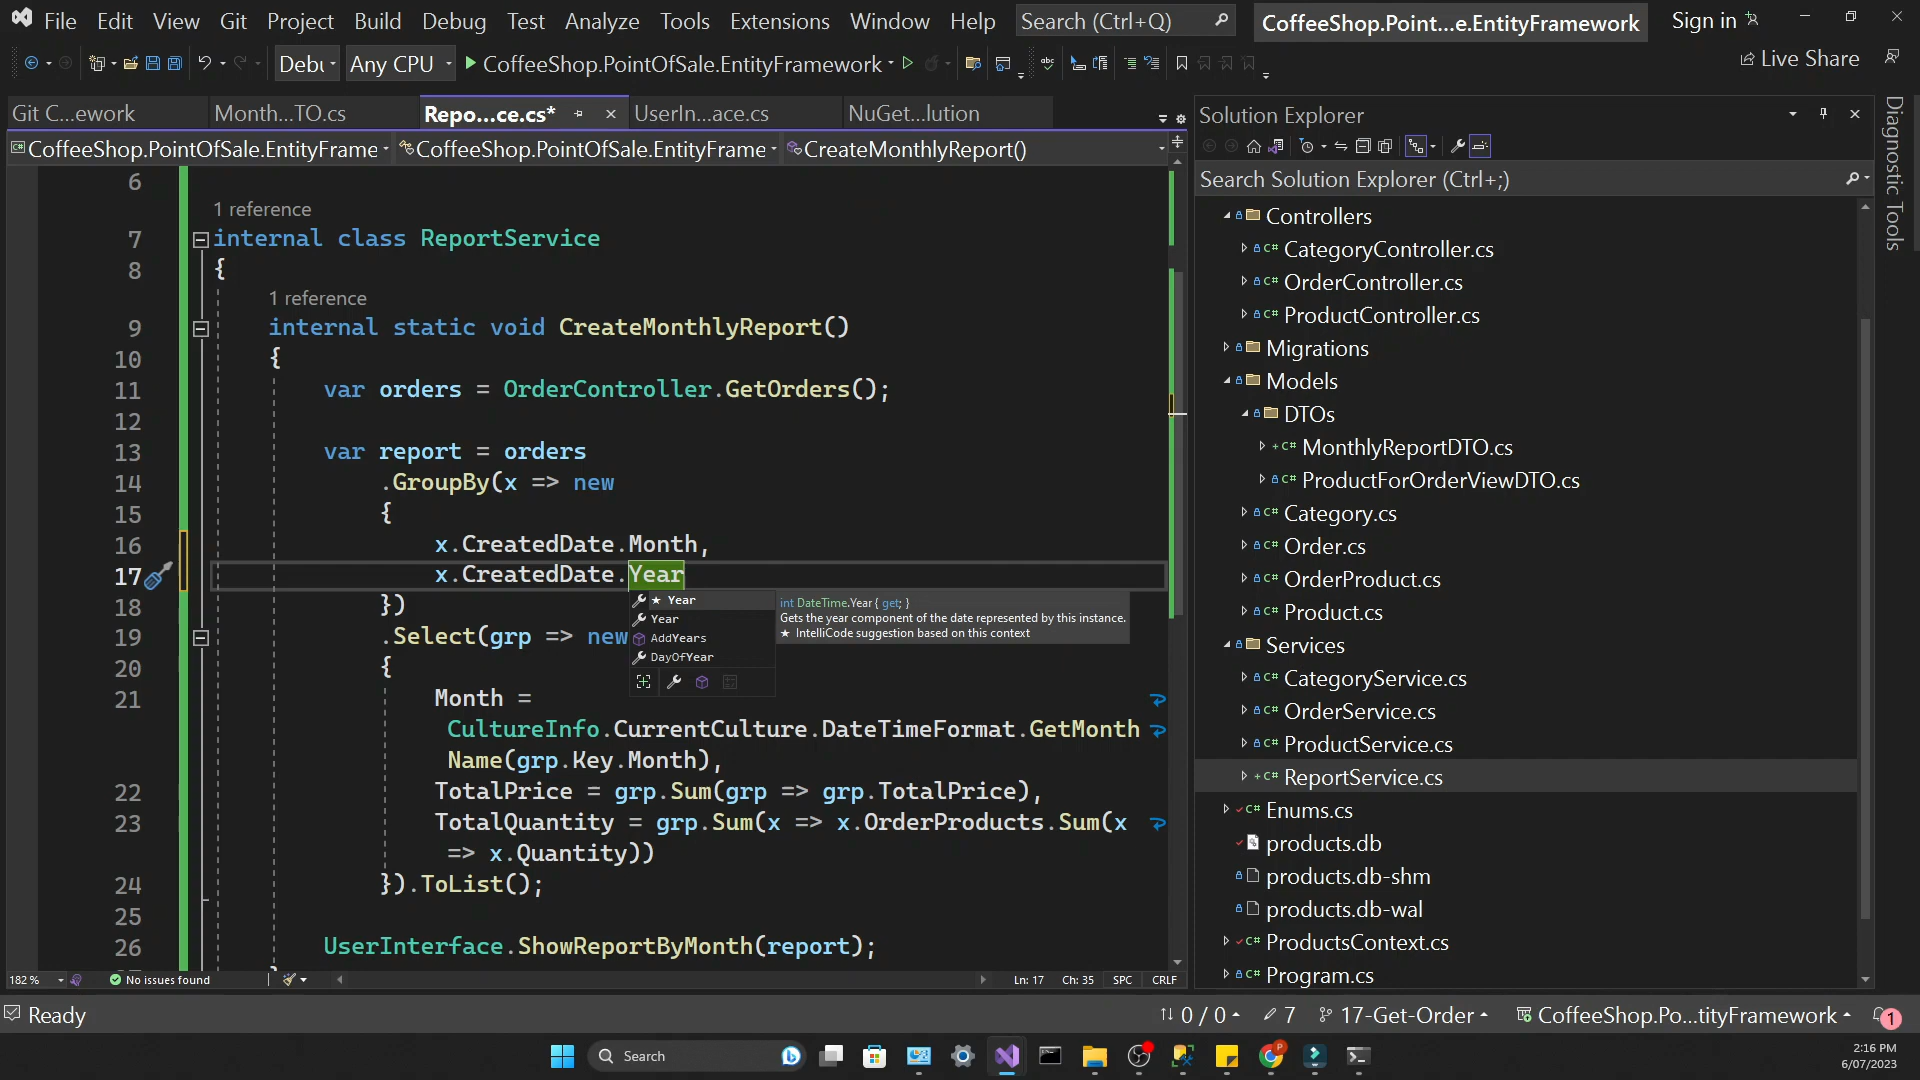 File Edit View Git Project Build Debug Test Analyze Tools Extensions Window Help Search (Ctrl+Q) CoffeeShop.Point...e.EntityFramework Sign in
Debu Any CPU CoffeeShop.PointOfSale.EntityFramework Live Share
Git C...ework Month...TO.cs Repo...ce.cs* UserIn...ace.cs NuGet...lution
CoffeeShop.PointOfSale.EntityFrame CoffeeShop.PointOfSale.EntityFrame CreateMonthlyReport()
6
1 reference
7 internal class ReportService
8 {
1 reference
9 internal static void CreateMonthlyReport()
10 {
11 var orders = OrderController.GetOrders();
12
13 var report = orders
14 .GroupBy(x => new
15 {
16 x.CreatedDate.Month,
17 x.CreatedDate.Year
18 })
19 .Select(grp => new
20 {
21 Month =
CultureInfo.CurrentCulture.DateTimeFormat.GetMonth
Name(grp.Key.Month),
22 TotalPrice = grp.Sum(grp => grp.TotalPrice),
23 TotalQuantity = grp.Sum(x => x.OrderProducts.Sum(x
=> x.Quantity))
24 }).ToList();
25
26 UserInterface.ShowReportByMonth(report);
★ Year
Year
AddYears
DayOfYear
int DateTime.Year { get; }
Gets the year component of the date represented by this instance.
★ IntelliCode suggestion based on this context
182 % No issues found Ln: 17 Ch: 35 SPC CRLF
Solution Explorer
Search Solution Explorer (Ctrl+;)
Controllers
C# CategoryController.cs
C# OrderController.cs
C# ProductController.cs
Migrations
Models
DTOs
C# MonthlyReportDTO.cs
C# ProductForOrderViewDTO.cs
C# Category.cs
C# Order.cs
C# OrderProduct.cs
C# Product.cs
Services
C# CategoryService.cs
C# OrderService.cs
C# ProductService.cs
C# ReportService.cs
C# Enums.cs
products.db
products.db-shm
products.db-wal
C# ProductsContext.cs
C# Program.cs
Diagnostic Tools
Ready 0 / 0 7 17-Get-Order CoffeeShop.Po...tityFramework 1
Search
2:16 PM
6/07/2023